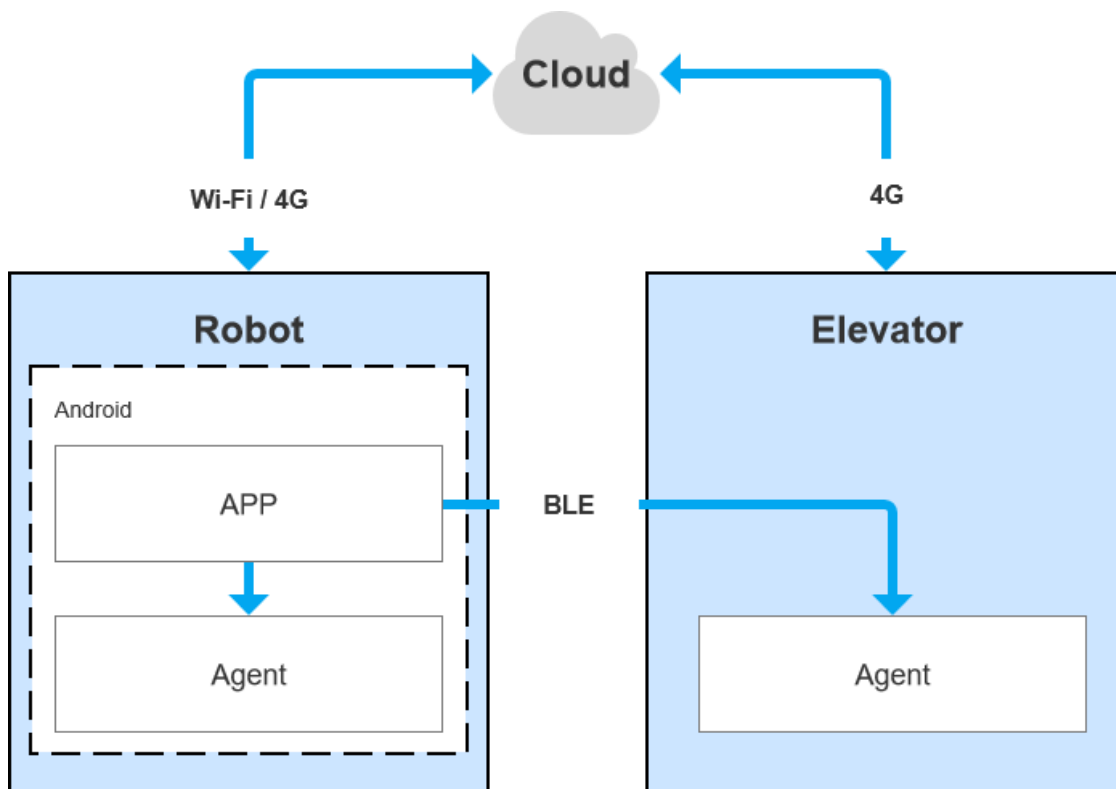 Cloud
Wi-Fi / 4G
4G
Robot
Elevator
Android
APP
BLE
Agent
Agent